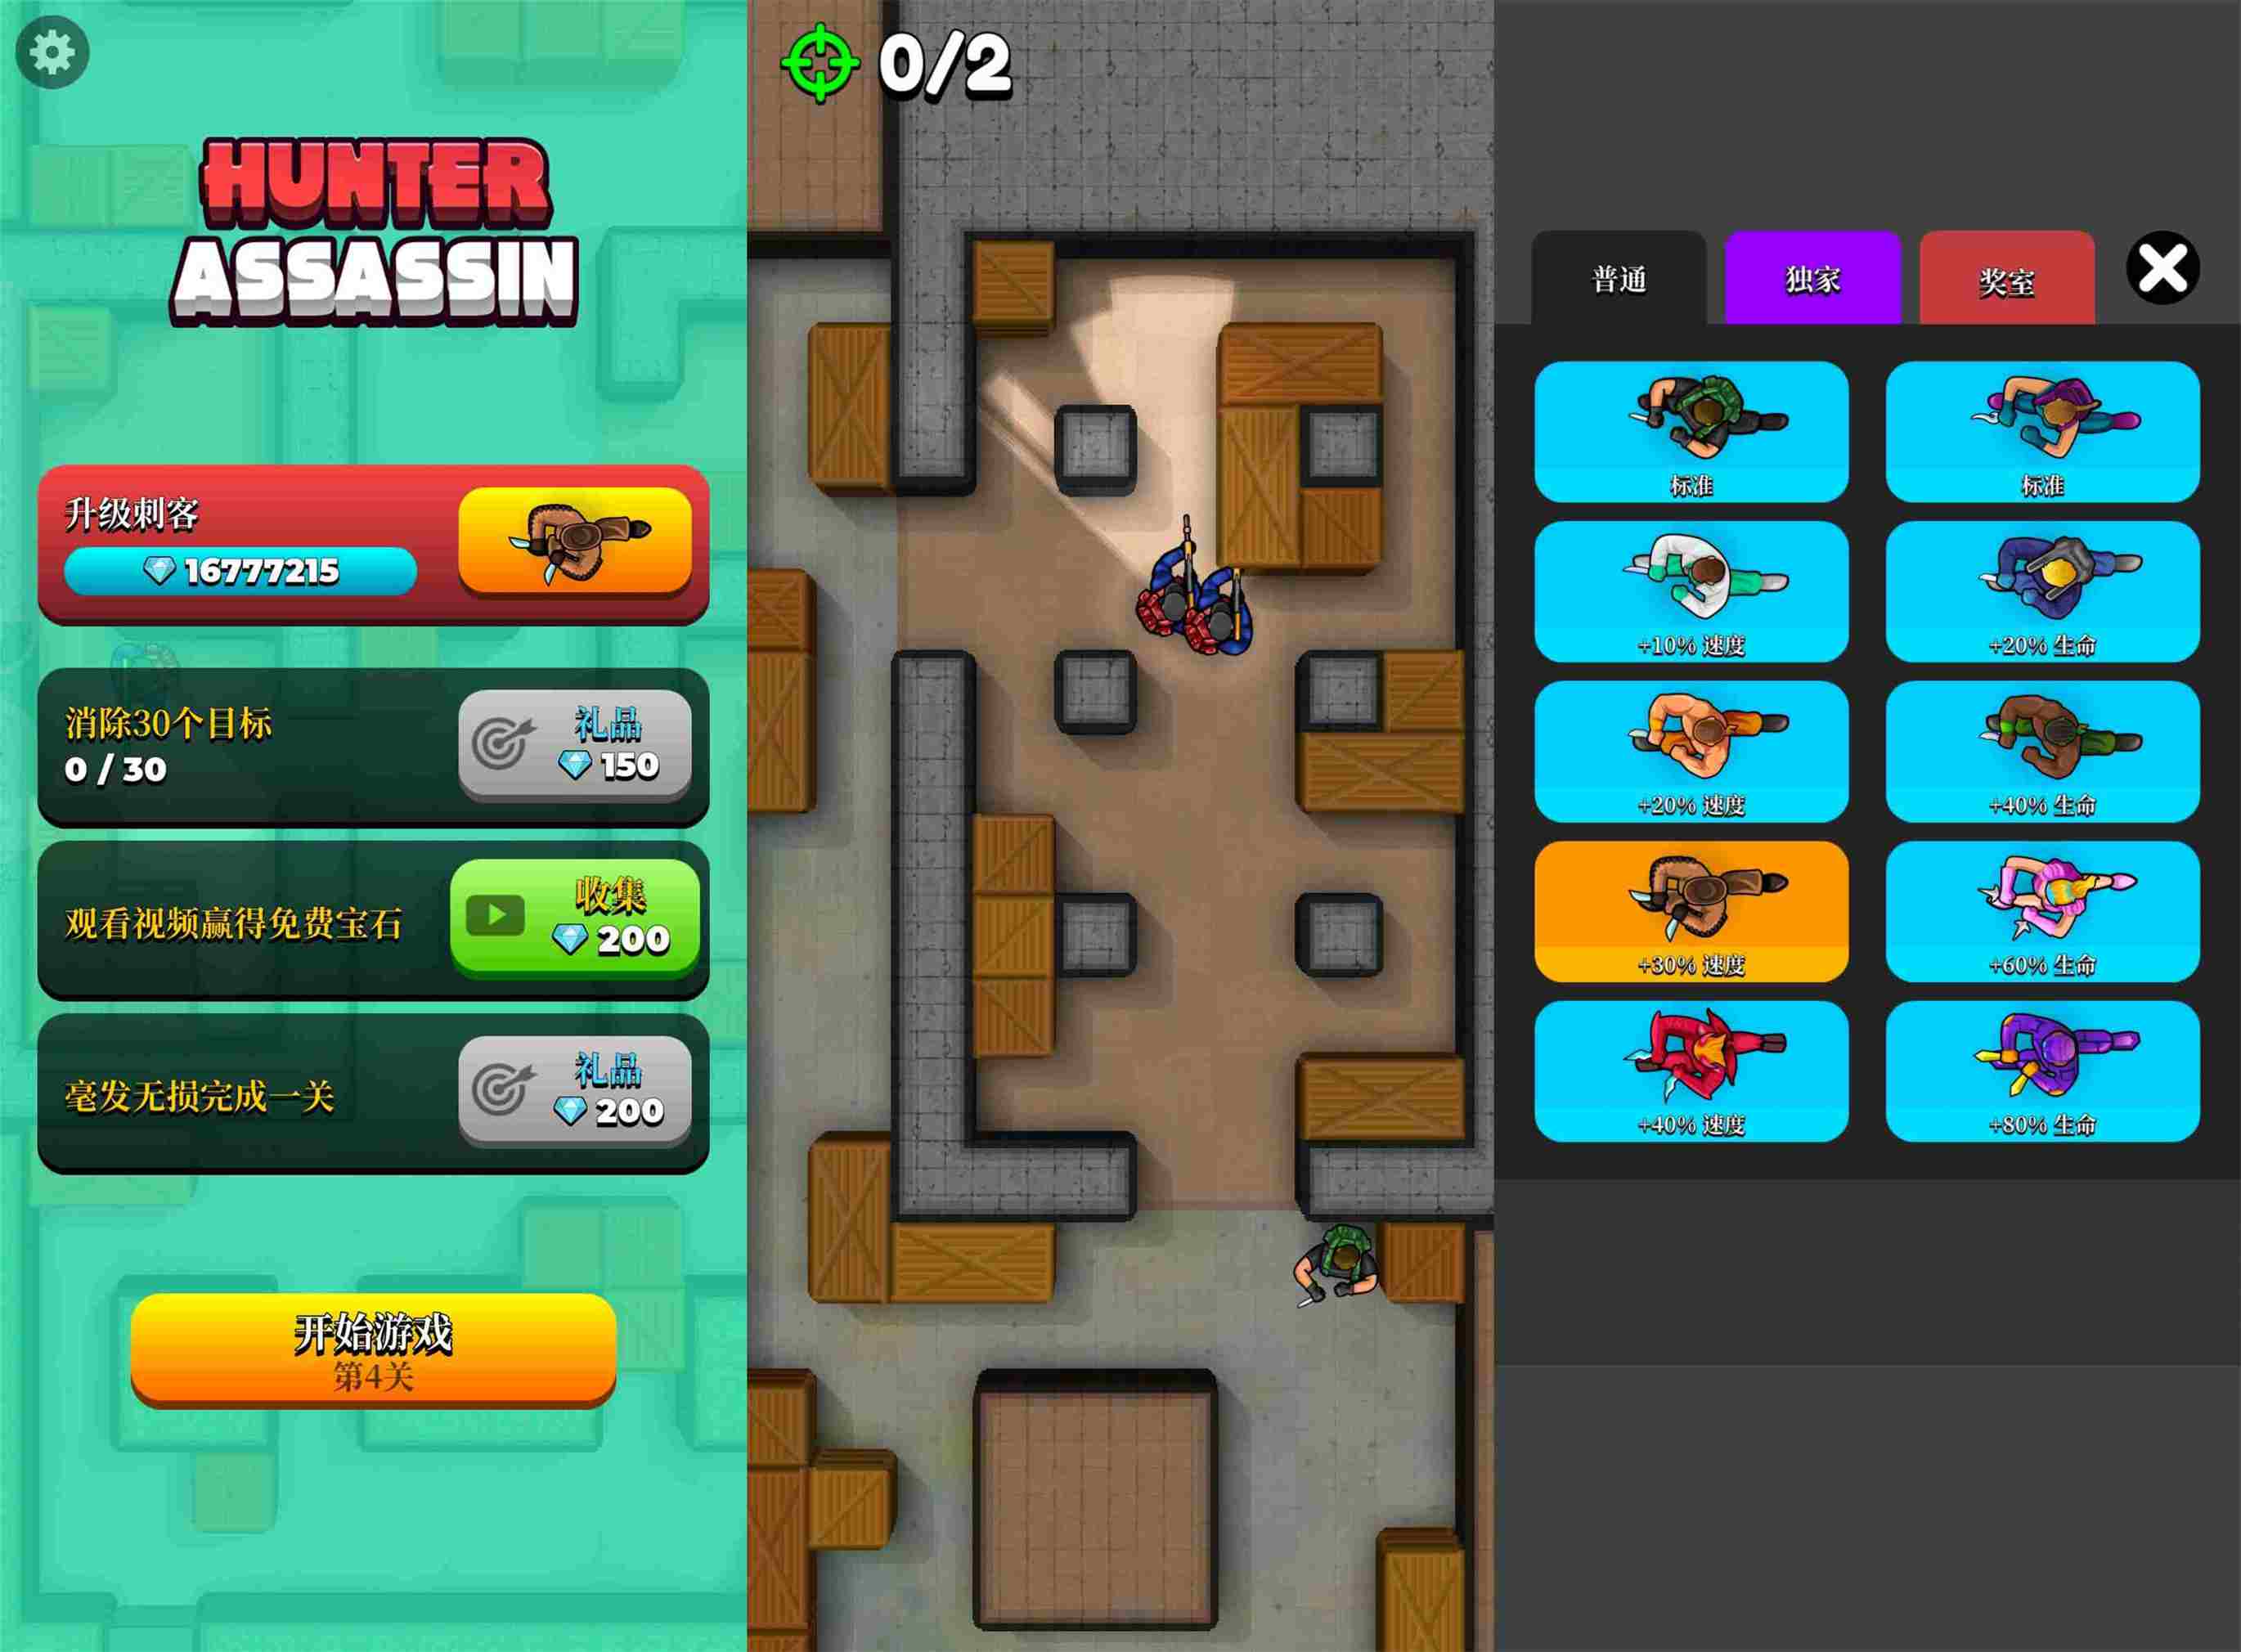 HUNTER
ASSASSIN
升级刺客
16777215
消除30个目标
0 / 30
礼品
150
观看视频赢得免费宝石
收集
200
毫发无损完成一关
礼品
200
开始游戏
第4关
0/2
普通
独家
奖室
标准
标准
+10% 速度
+20% 生命
+20% 速度
+40% 生命
+30% 速度
+60% 生命
+40% 速度
+80% 生命